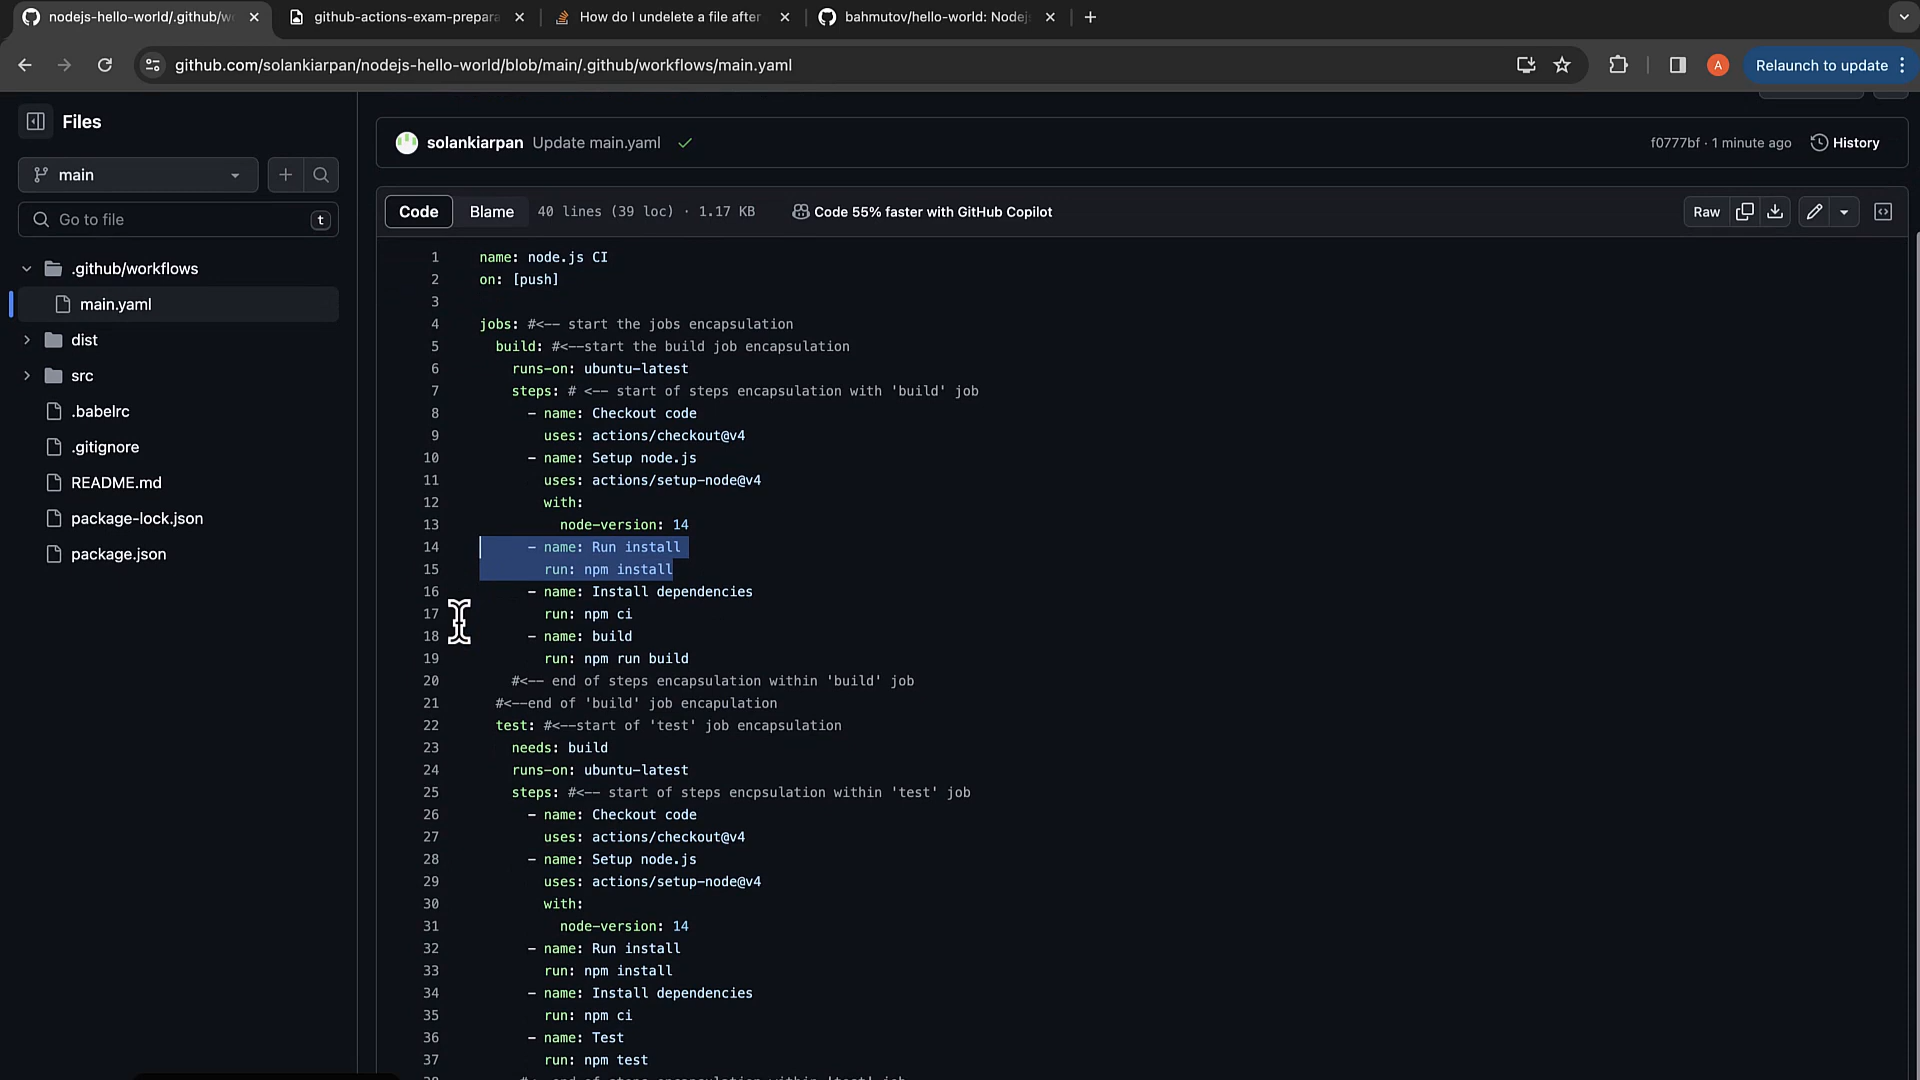 nodejs-hello-world/.github/w
github-actions-exam-prepara
How do I undelete a file after
bahmutov/hello-world: Nodej
github.com/solankiarpan/nodejs-hello-world/blob/main/.github/workflows/main.yaml
A
Relaunch to update
Files
main
Go to file
t
.github/workflows
main.yaml
dist
src
.babelrc
.gitignore
README.md
package-lock.json
package.json
solankiarpan Update main.yaml
f0777bf · 1 minute ago
History
Code
Blame
40 lines (39 loc) · 1.17 KB
Code 55% faster with GitHub Copilot
Raw
1 name: node.js CI
2 on: [push]
3
4 jobs: #<-- start the jobs encapsulation
5 build: #<--start the build job encapsulation
6 runs-on: ubuntu-latest
7 steps: # <-- start of steps encapsulation with 'build' job
8 - name: Checkout code
9 uses: actions/checkout@v4
10 - name: Setup node.js
11 uses: actions/setup-node@v4
12 with:
13 node-version: 14
14 - name: Run install
15 run: npm install
16 - name: Install dependencies
17 run: npm ci
18 - name: build
19 run: npm run build
20 #<-- end of steps encapsulation within 'build' job
21 #<--end of 'build' job encapulation
22 test: #<--start of 'test' job encapsulation
23 needs: build
24 runs-on: ubuntu-latest
25 steps: #<-- start of steps encpsulation within 'test' job
26 - name: Checkout code
27 uses: actions/checkout@v4
28 - name: Setup node.js
29 uses: actions/setup-node@v4
30 with:
31 node-version: 14
32 - name: Run install
33 run: npm install
34 - name: Install dependencies
35 run: npm ci
36 - name: Test
37 run: npm test